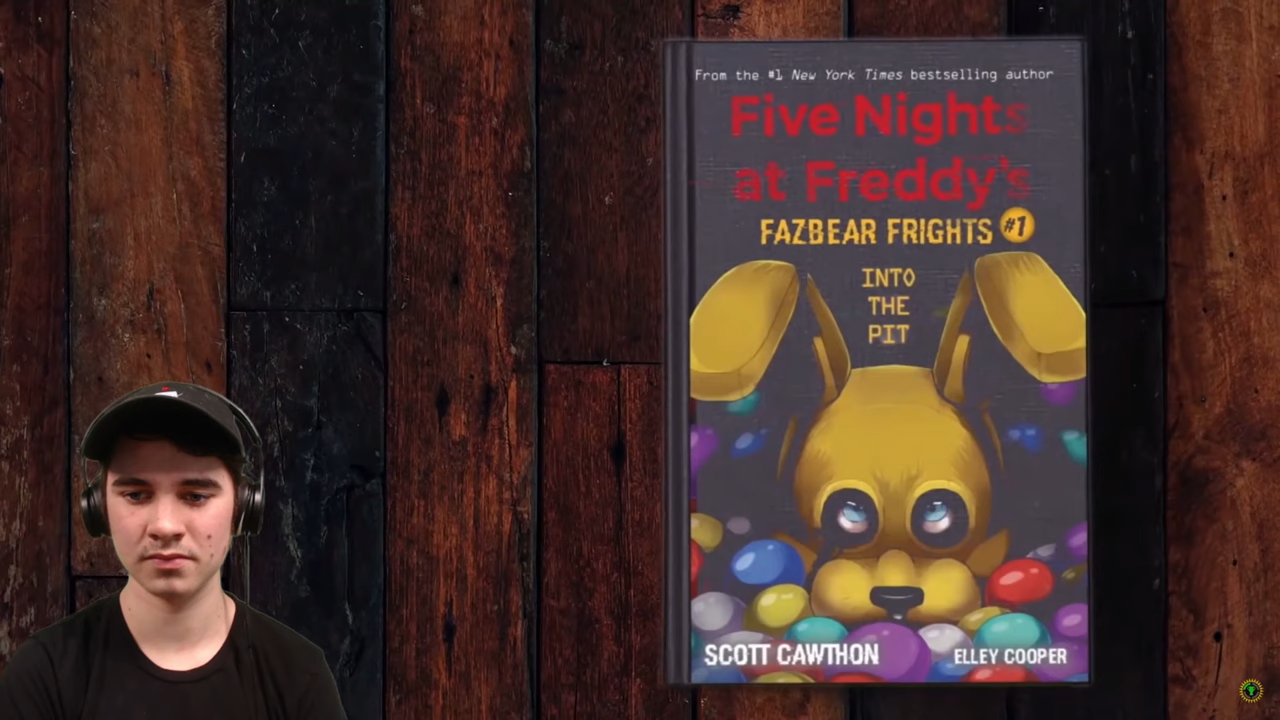 From the #1 New York Times bestselling author
Five Nights
at Freddy's
FAZBEAR FRIGHTS #1
INTO
THE
PIT
SCOTT CAWTHON
ELLEY COOPER